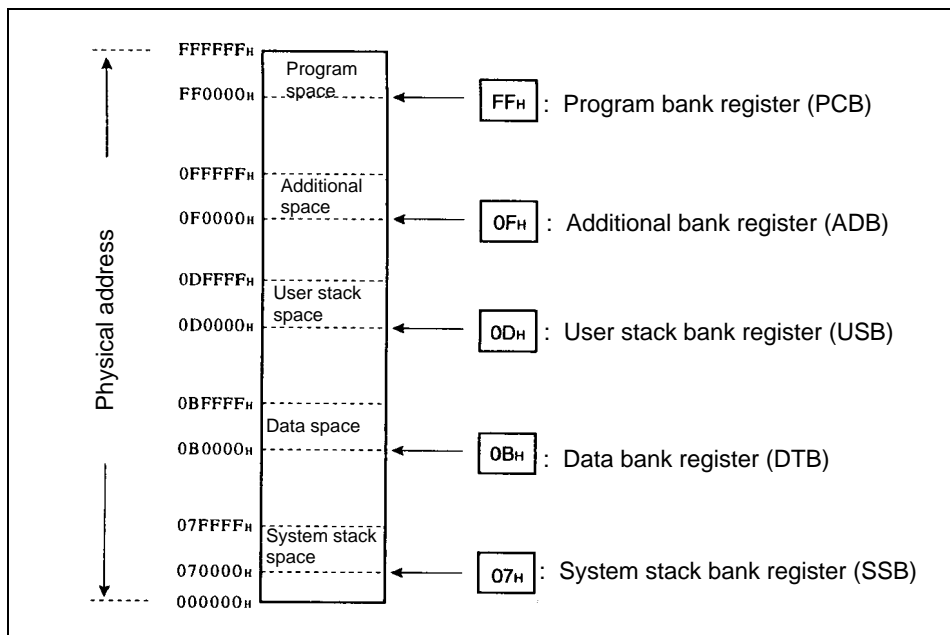 FFFFFFH
Program
space
FF0000H
FFH : Program bank register (PCB)
0FFFFFH
Additional
space
0F0000H
0FH : Additional bank register (ADB)
0DFFFFH
User stack
space
0D0000H
0DH : User stack bank register (USB)
Physical address
0BFFFFH
Data space
0B0000H
0BH : Data bank register (DTB)
07FFFFH
System stack
space
070000H
07H : System stack bank register (SSB)
000000H